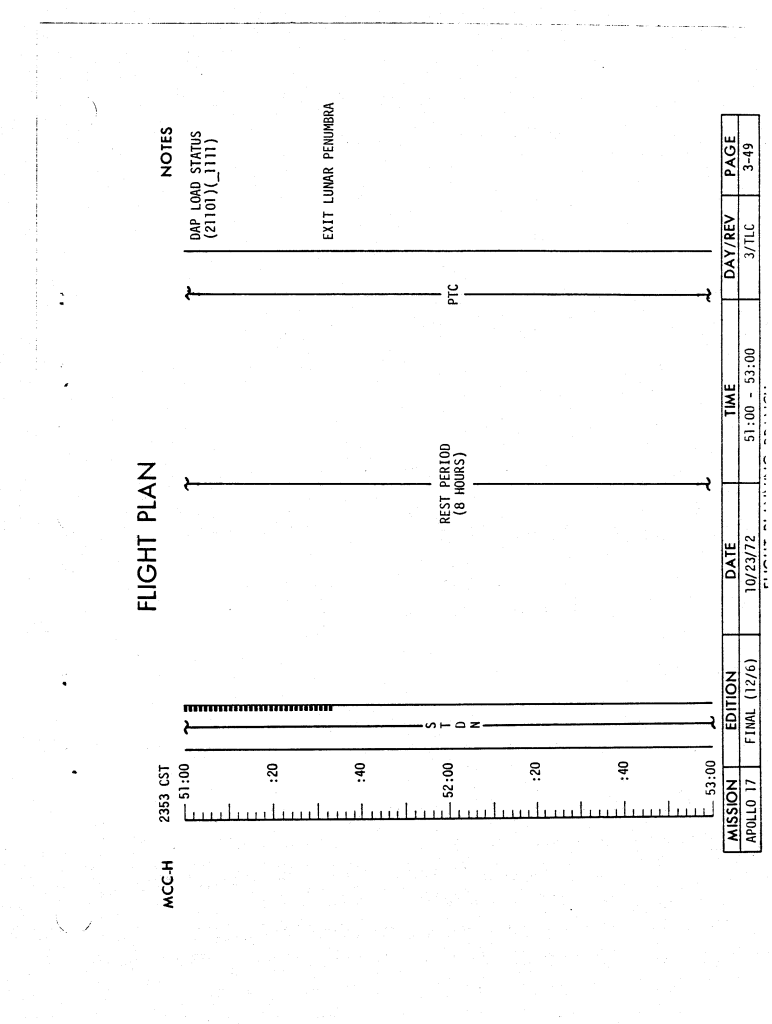 FLIGHT PLAN
MCC-H
2353 CST
NOTES
51:00
DAP LOAD STATUS
(21101)(_1111)
:20
EXIT LUNAR PENUMBRA
:40
STDN
REST PERIOD
(8 HOURS)
PTC
52:00
:20
:40
53:00
MISSION EDITION DATE TIME DAY/REV PAGE
APOLLO 17 FINAL (12/6) 10/23/72 51:00 - 53:00 3/TLC 3-49